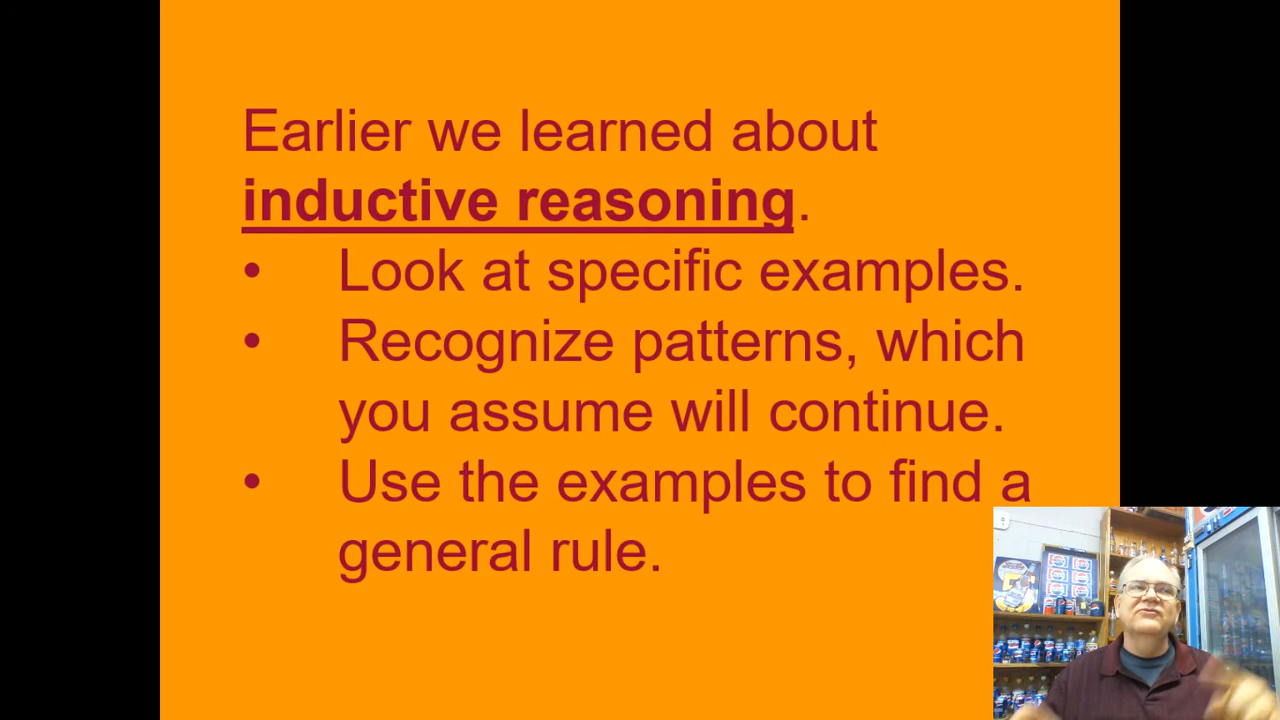 Earlier we learned about
inductive reasoning.
• Look at specific examples.
• Recognize patterns, which
you assume will continue.
• Use the examples to find a
general rule.